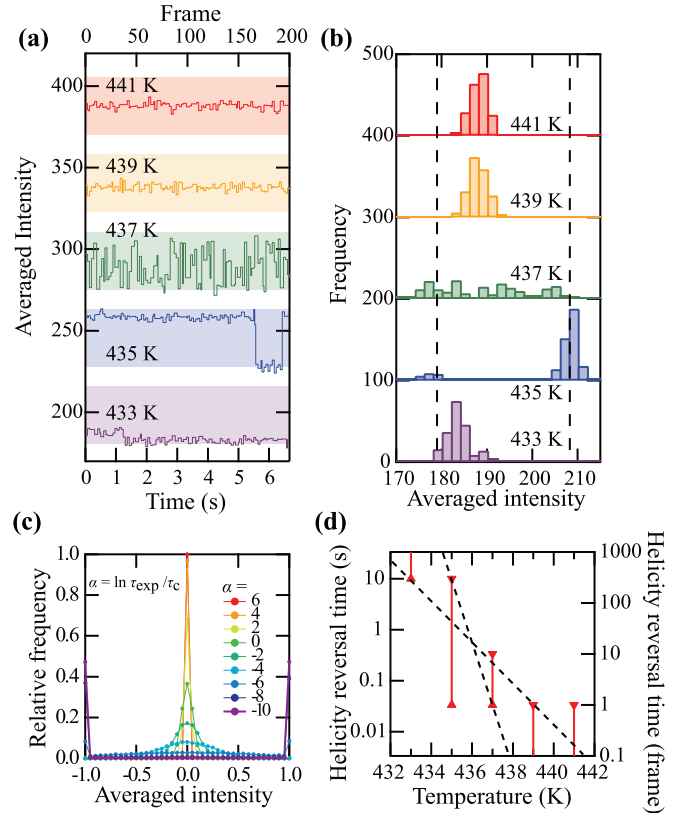 (a)
Frame
0 50 100 150 200
Averaged Intensity
400
350
300
250
200
441 K
439 K
437 K
435 K
433 K
0 1 2 3 4 5 6
Time (s)
(b)
Frequency
500
400
300
200
100
0
441 K
439 K
437 K
435 K
433 K
170 180 190 200 210
Averaged intensity
(c)
Relative frequency
1.0
0.8
0.6
0.4
0.2
0.0
α = ln τexp /τc
α =
6
4
2
0
-2
-4
-6
-8
-10
-1.0 0.0 1.0
Averaged intensity
(d)
Helicity reversal time (s)
10
1
0.1
0.01
1000
100
10
1
0.1
Helicity reversal time (frame)
432 434 436 438 440 442
Temperature (K)